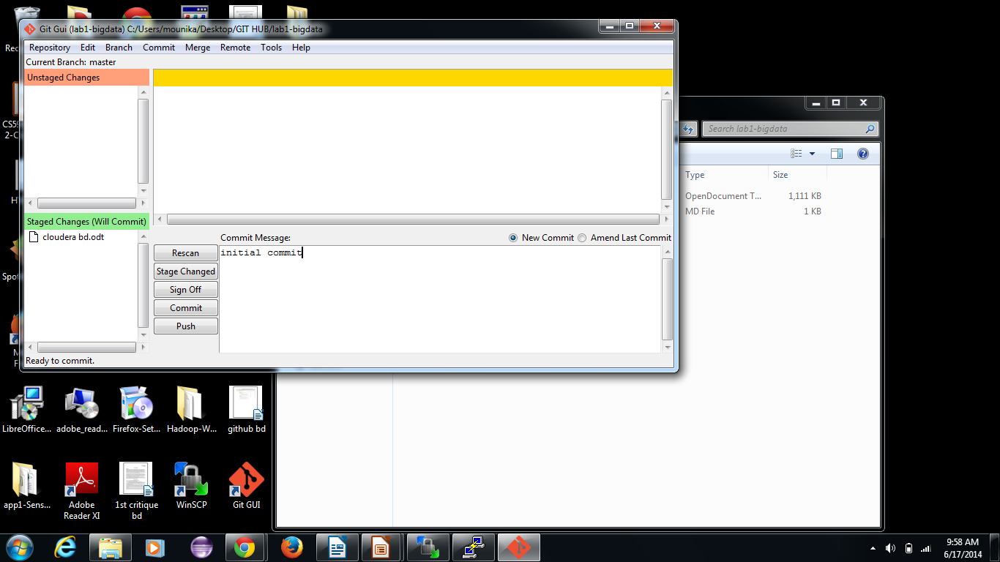 Git Gui (lab1-bigdata) C:/Users/mounika/Desktop/GIT HUB/lab1-bigdata
Repository Edit Branch Commit Merge Remote Tools Help
Current Branch: master
Unstaged Changes
Staged Changes (Will Commit)
cloudera bd.odt
Commit Message:
New Commit
Amend Last Commit
Rescan
initial commit
Stage Changed
Sign Off
Commit
Push
Ready to commit.
Search lab1-bigdata
Type Size
OpenDocument T... 1,111 KB
MD File 1 KB
LibreOffice...
adobe_read...
Firefox-Set...
Hadoop-W...
github bd
app1-Sens...
Adobe
Reader XI
1st critique
bd
WinSCP
Git GUI
9:58 AM
6/17/2014